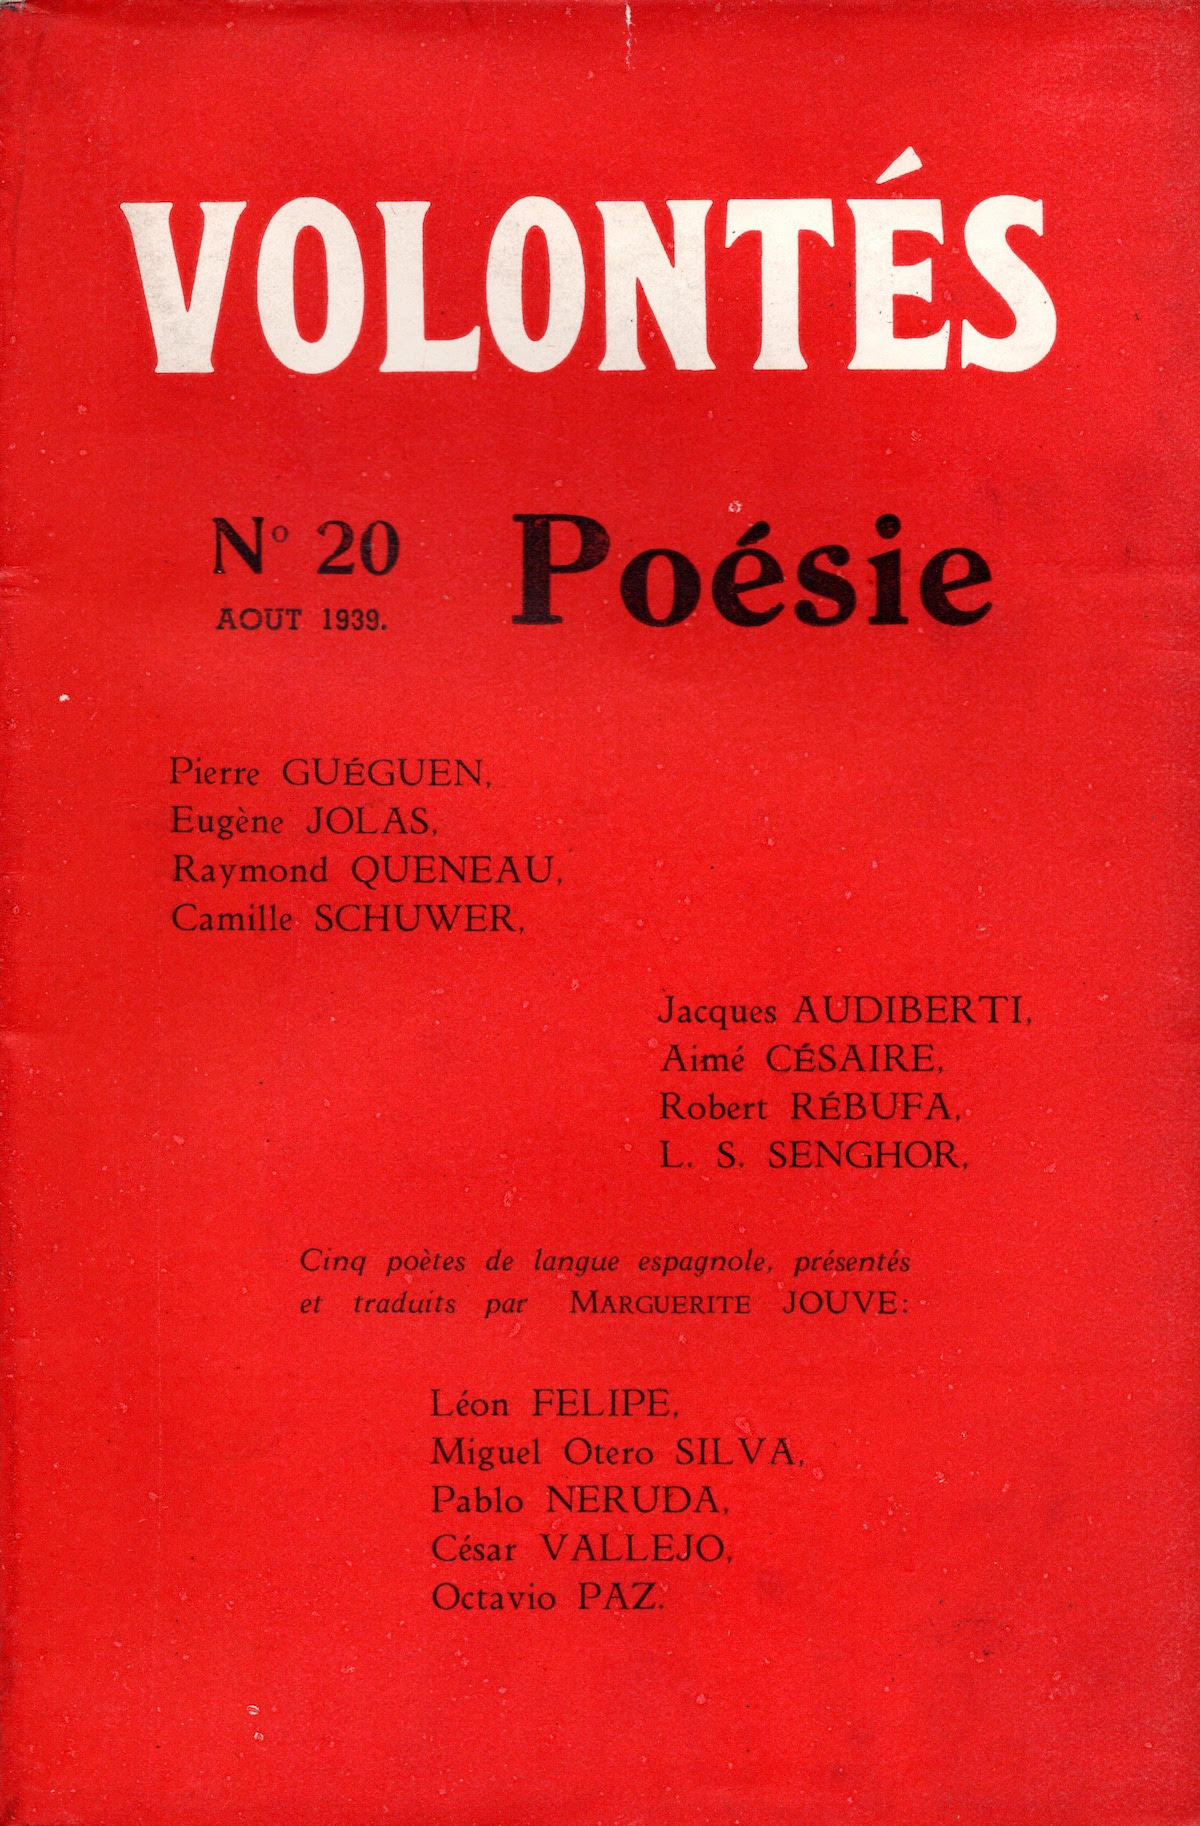 VOLONTÉS
Nº 20 Poésie
AOUT 1939.
Pierre GUÉGUEN,
Eugène JOLAS,
Raymond QUENEAU,
Camille SCHUWER,
Jacques AUDIBERTI,
Aimé CÉSAIRE,
Robert RÉBUFA,
L. S. SENGHOR,
Cinq poètes de langue espagnole, présentés
et traduits par MARGUERITE JOUVE:
Léon FELIPE,
Miguel Otero SILVA,
Pablo NERUDA,
César VALLEJO,
Octavio PAZ.